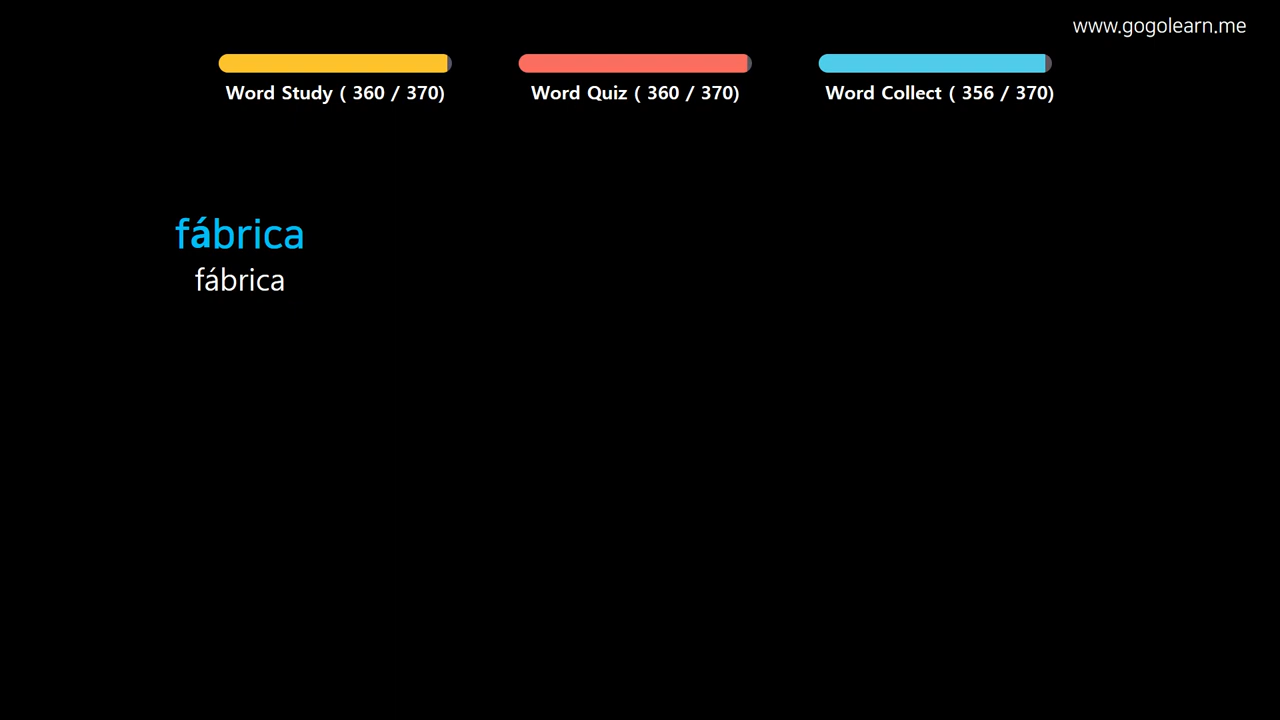 www.gogolearn.me
Word Study ( 360 / 370)
Word Quiz ( 360 / 370)
Word Collect ( 356 / 370)
fábrica
fábrica